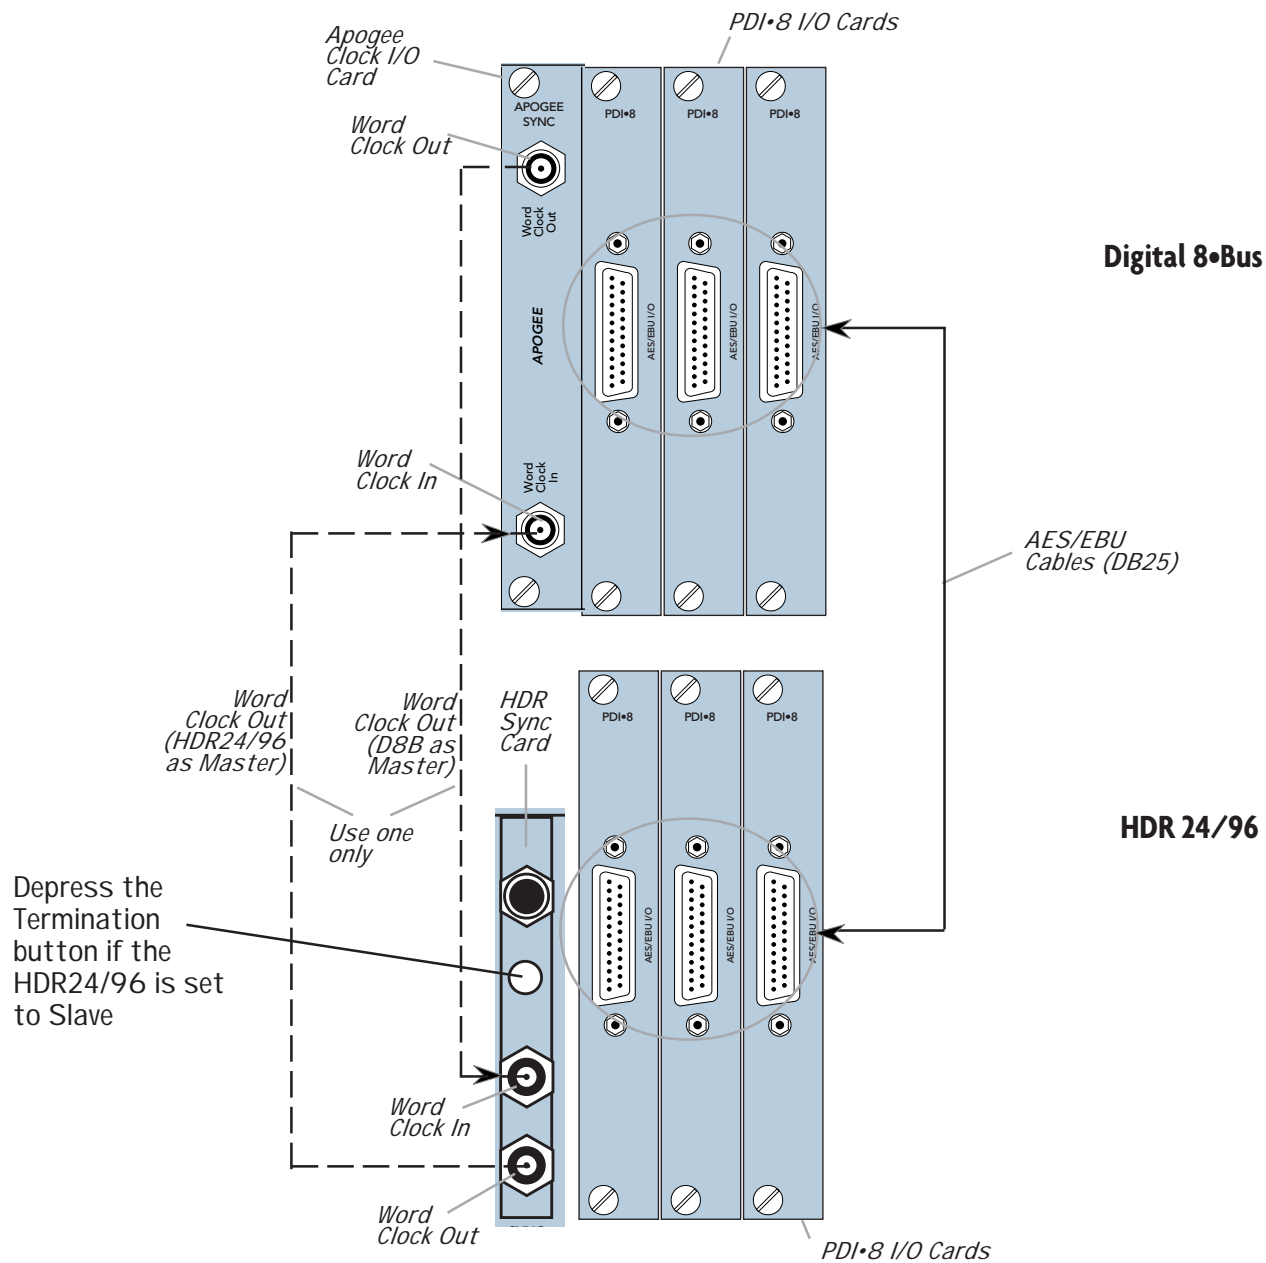 PDI•8 I/O Cards
Apogee
Clock I/O
Card
APOGEE
SYNC
PDI•8
PDI•8
PDI•8
Word
Clock Out
Word
Clock
Out
Digital 8•Bus
APOGEE
AES/EBU I/O
AES/EBU I/O
AES/EBU I/O
Word
Clock In
Word
Clock
In
AES/EBU
Cables (DB25)
Word
Clock Out
(HDR24/96
as Master)
Word
Clock Out
(D8B as
Master)
HDR
Sync
Card
PDI•8
PDI•8
PDI•8
Use one
only
HDR 24/96
Depress the
Termination
button if the
HDR24/96 is set
to Slave
AES/EBU I/O
AES/EBU I/O
AES/EBU I/O
Word
Clock In
Word
Clock Out
PDI•8 I/O Cards